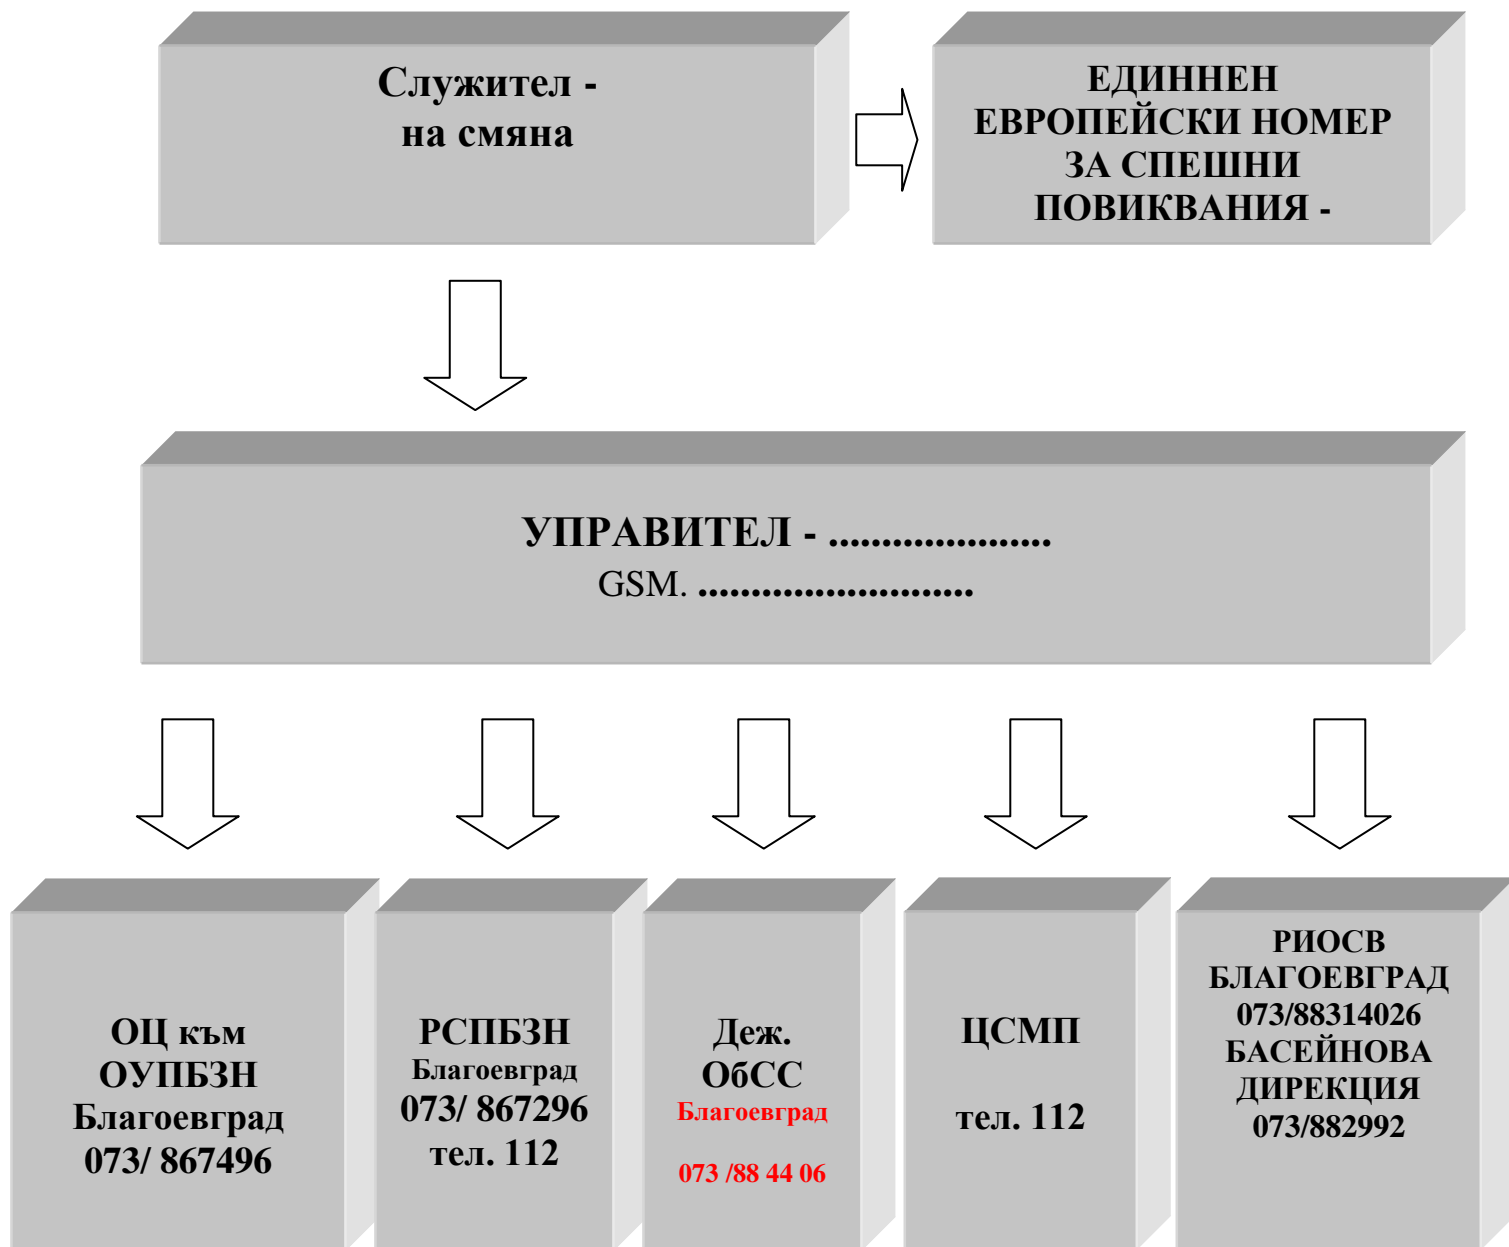 Служител -
на смяна
ЕДИННЕН
ЕВРОПЕЙСКИ НОМЕР
ЗА СПЕШНИ
ПОВИКВАНИЯ -
УПРАВИТЕЛ - .....................
GSM. ..........................
ОЦ към
ОУПБЗН
Благоевград
073/ 867496
РСПБЗН
Благоевград
073/ 867296
тел. 112
Деж.
ОбСС
Благоевград
073 /88 44 06
ЦСМП
тел. 112
РИОСВ
БЛАГОЕВГРАД
073/88314026
БАСЕЙНОВА
ДИРЕКЦИЯ
073/882992